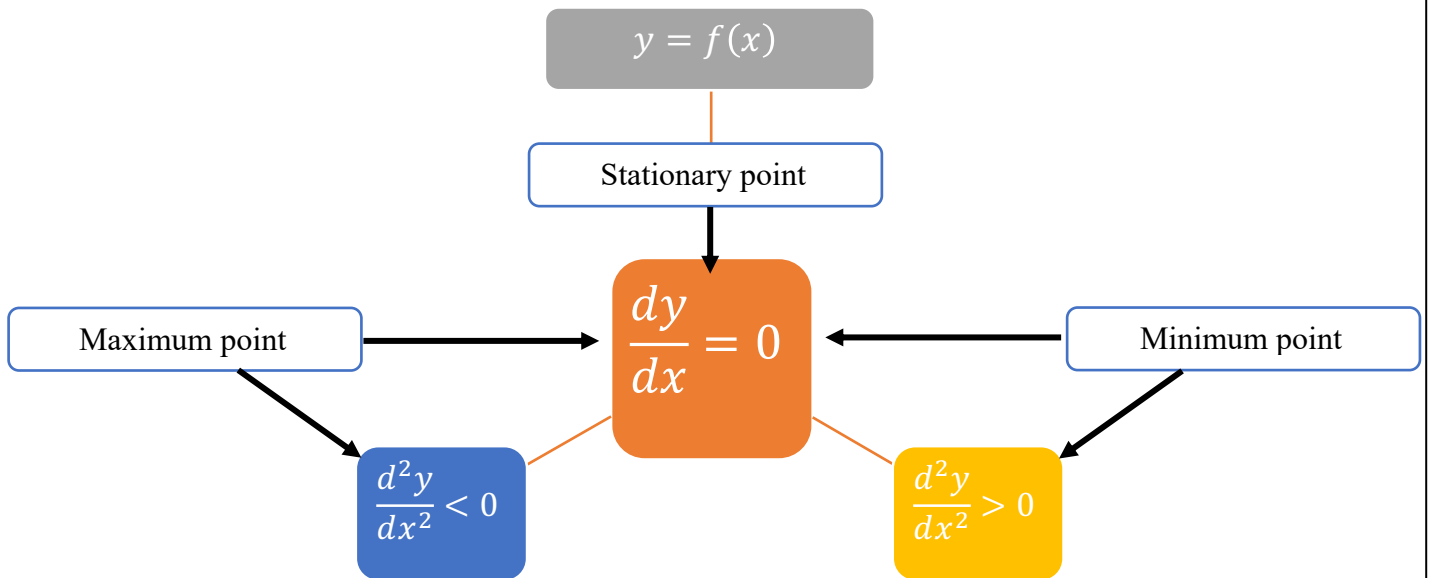 y = f(x)
Stationary point
dy/dx = 0
Maximum point
Minimum point
d²y/dx² < 0
d²y/dx² > 0